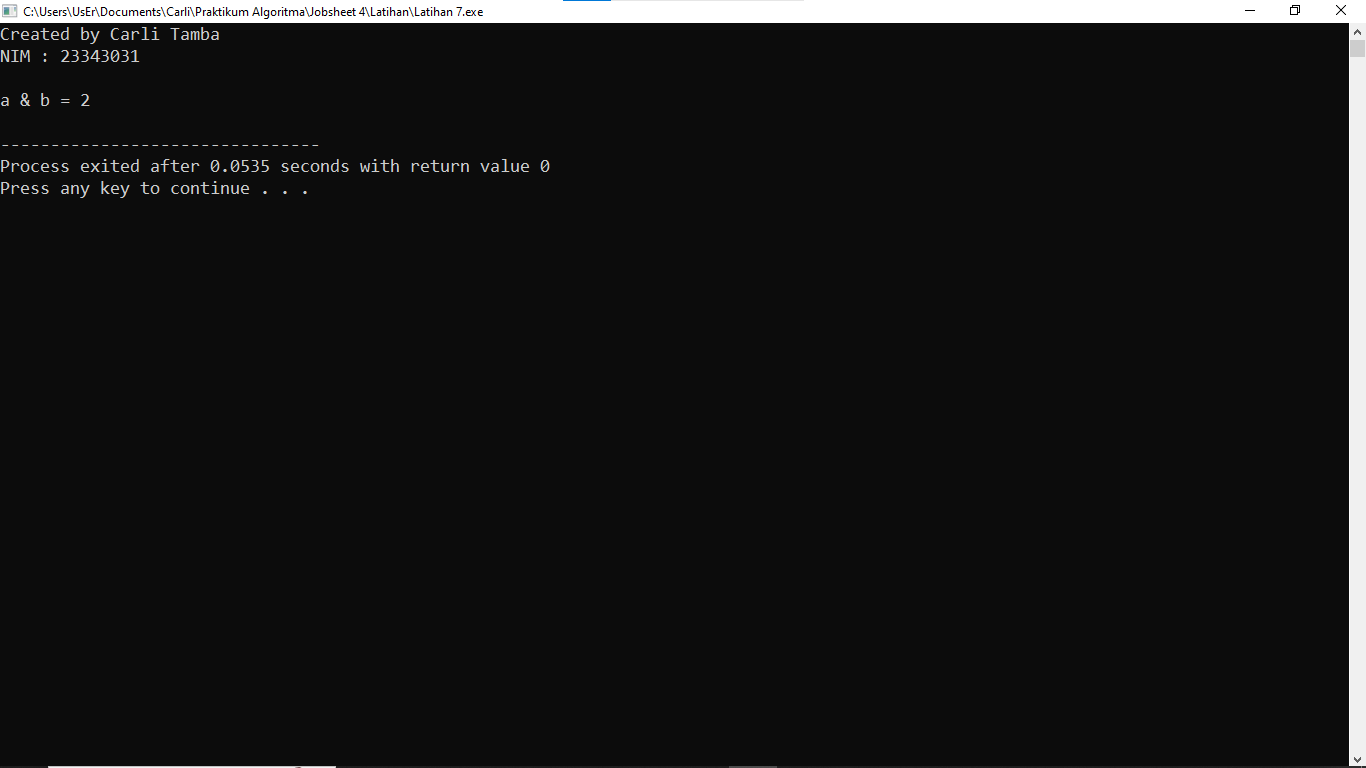 C:\Users\UsEr\Documents\Carli\Praktikum Algoritma\Jobsheet 4\Latihan\Latihan 7.exe
Created by Carli Tamba
NIM : 23343031
a & b = 2
--------------------------------
Process exited after 0.0535 seconds with return value 0
Press any key to continue . . .